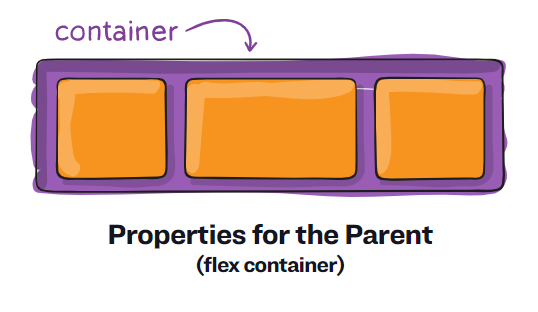 container
Properties for the Parent
(flex container)